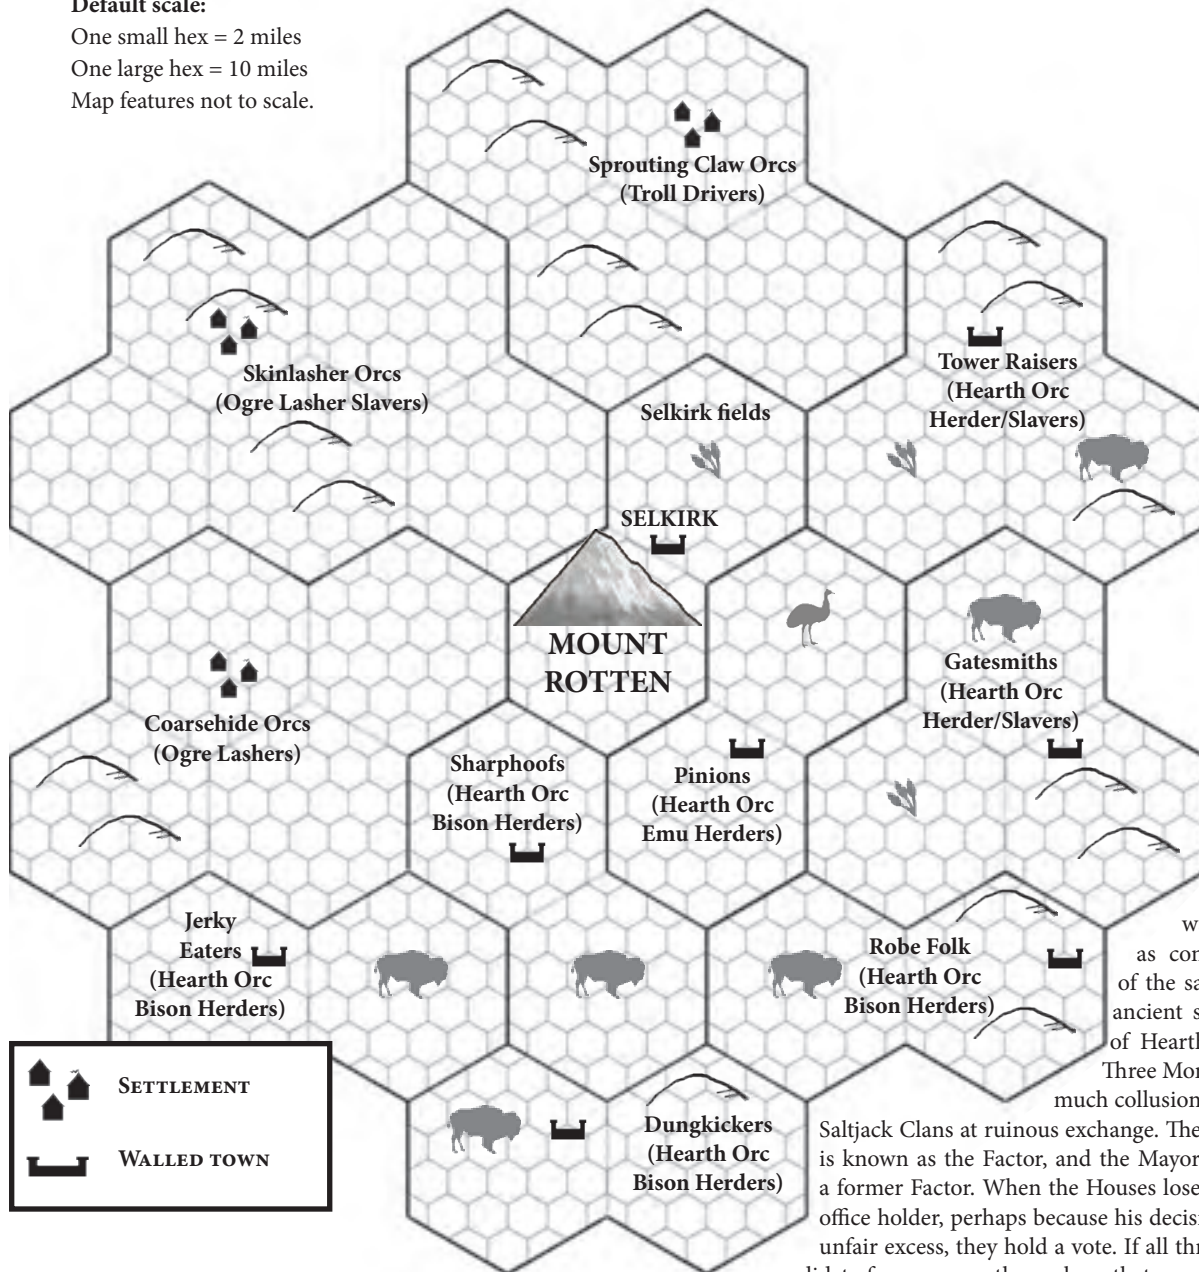 Default scale:
One small hex = 2 miles
One large hex = 10 miles
Map features not to scale.
Sprouting Claw Orcs
(Troll Drivers)
Skinlasher Orcs
(Ogre Lasher Slavers)
Tower Raisers
(Hearth Orc
Herder/Slavers)
Selkirk fields
SELKIRK
MOUNT
ROTTEN
Gatesmiths
(Hearth Orc
Herder/Slavers)
Coarsehide Orcs
(Ogre Lashers)
Sharphoofs
(Hearth Orc
Bison Herders)
Pinions
(Hearth Orc
Emu Herders)
Jerky
Eaters
(Hearth Orc
Bison Herders)
Robe Folk
(Hearth Orc
Bison Herders)
Dungkickers
(Hearth Orc
Bison Herders)
SETTLEMENT
WALLED TOWN
as
of the
ancient
of
Three
much collusion
Saltjack Clans at ruinous exchange. The
is known as the Factor, and the Mayor
a former Factor. When the Houses lose
office holder, perhaps because his
unfair excess, they hold a vote. If all